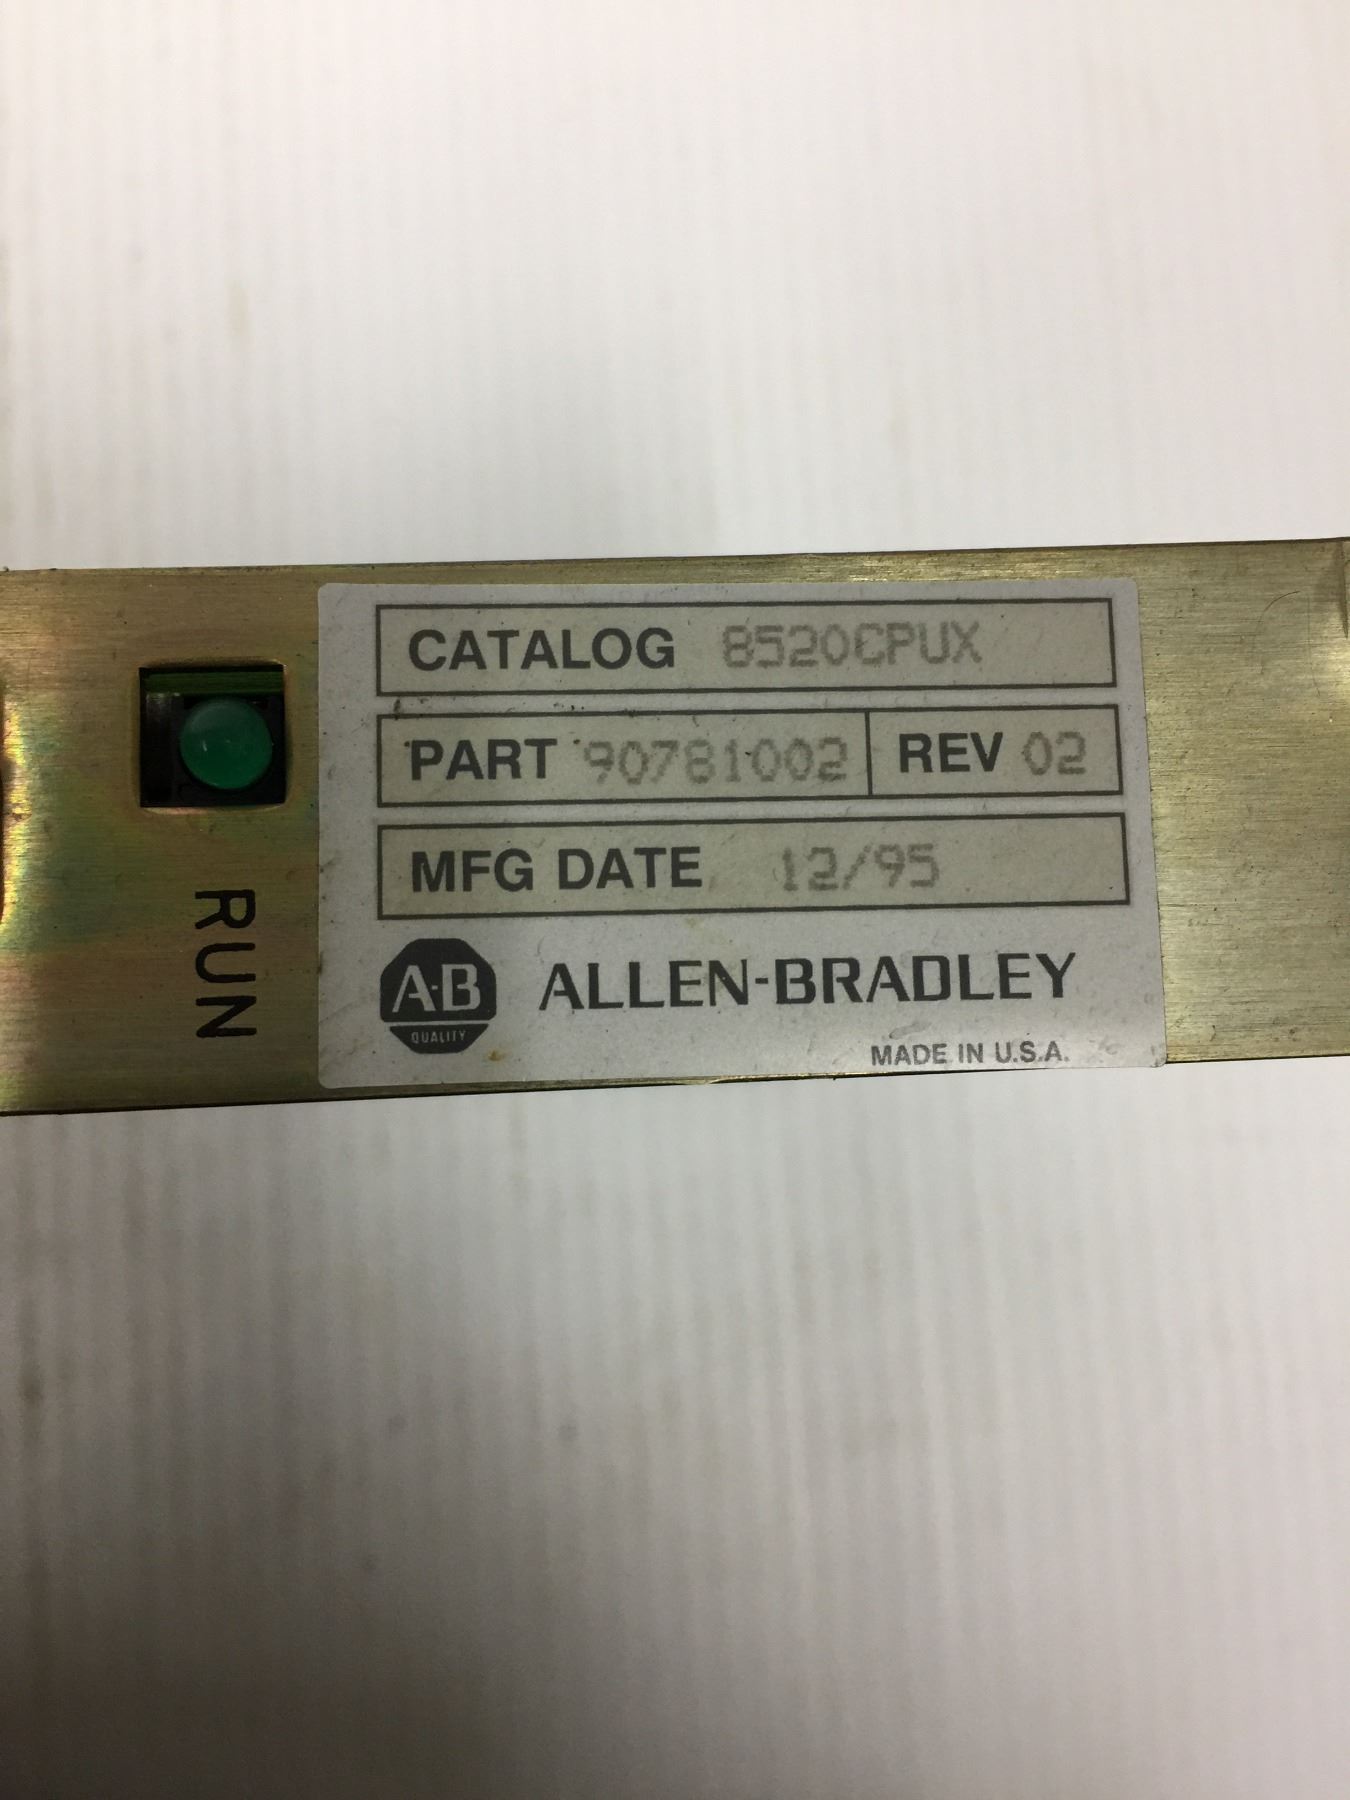 CATALOG 8520CPUX
PART 90781002 REV 02
MFG DATE 12/95
A-B
QUALITY
ALLEN-BRADLEY
MADE IN U.S.A.
RUN